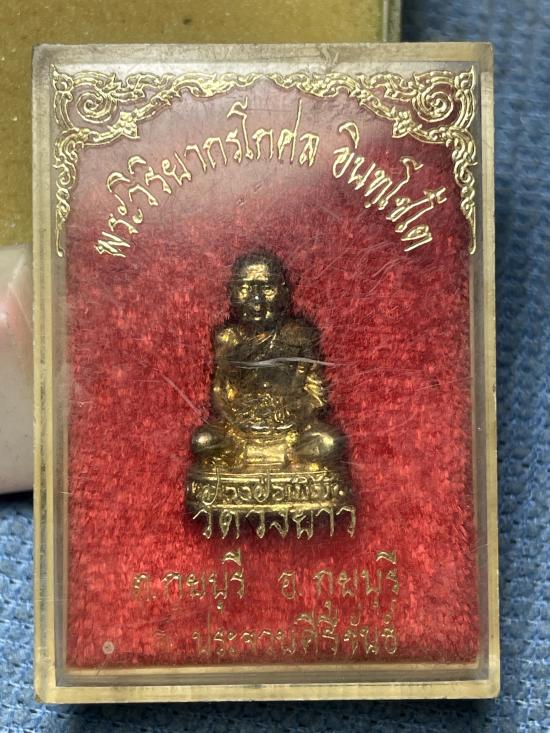 พระวิริยากรโกศล อินฺทโชโต
วัดวังยาว
ต.กุยบุรี อ.กุยบุรี
จ.ประจวบคีรีขันธ์